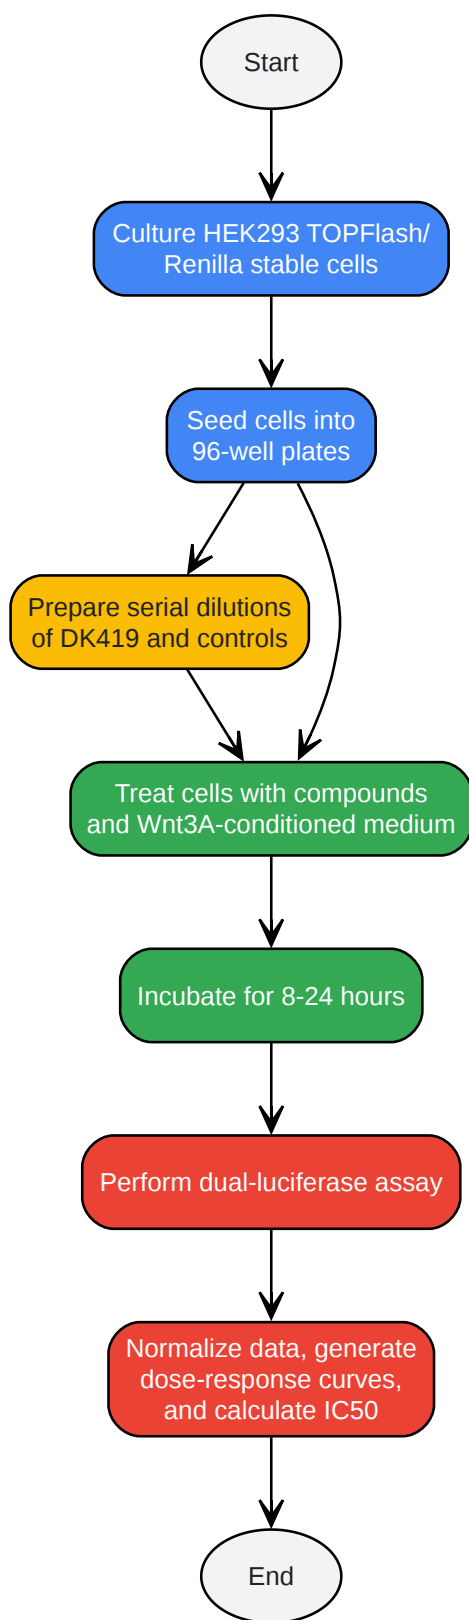 Start
Culture HEK293 TOPFlash/
Renilla stable cells
Seed cells into
96-well plates
Prepare serial dilutions
of DK419 and controls
Treat cells with compounds
and Wnt3A-conditioned medium
Incubate for 8-24 hours
Perform dual-luciferase assay
Normalize data, generate
dose-response curves,
and calculate IC50
End